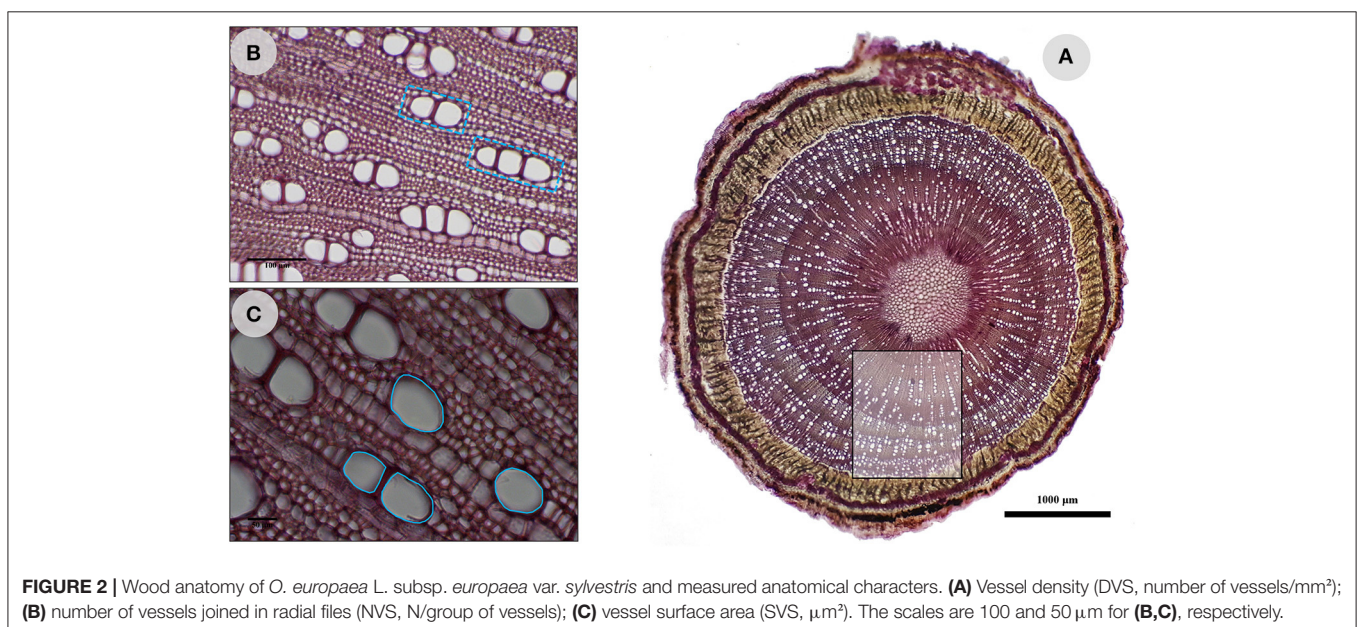 B
A
100 µm
C
50 µm
1000 µm
FIGURE 2 | Wood anatomy of O. europaea L. subsp. europaea var. sylvestris and measured anatomical characters. (A) Vessel density (DVS, number of vessels/mm²);
(B) number of vessels joined in radial files (NVS, N/group of vessels); (C) vessel surface area (SVS, µm²). The scales are 100 and 50 µm for (B,C), respectively.